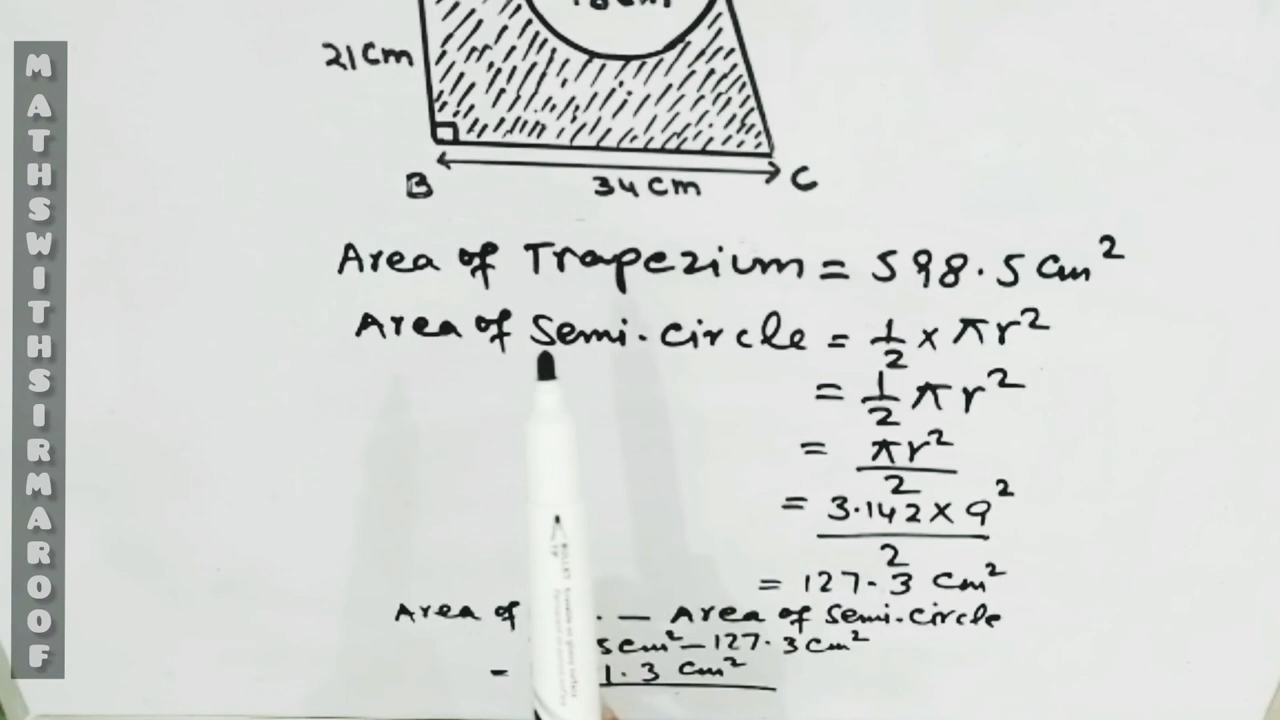 MATHSWITHSIRMAROOF
21cm
B
34cm
C
Area of Trapezium = 598.5 cm²
Area of Semi-circle = 1/2 × πr²
= 1/2 πr²
= πr²/2
= 3.142 × 9²/2
= 127.3 cm²
Area of . — Area of semi-circle
5cm² – 127.3cm²
= 1.3 cm²